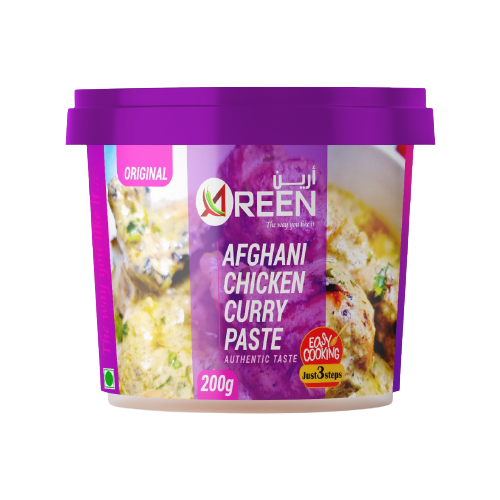 ORIGINAL
أرين
AREEN
The way you like it
AFGHANI
CHICKEN
CURRY
PASTE
AUTHENTIC TASTE
200g
EASY
COOKING
Just 3 steps